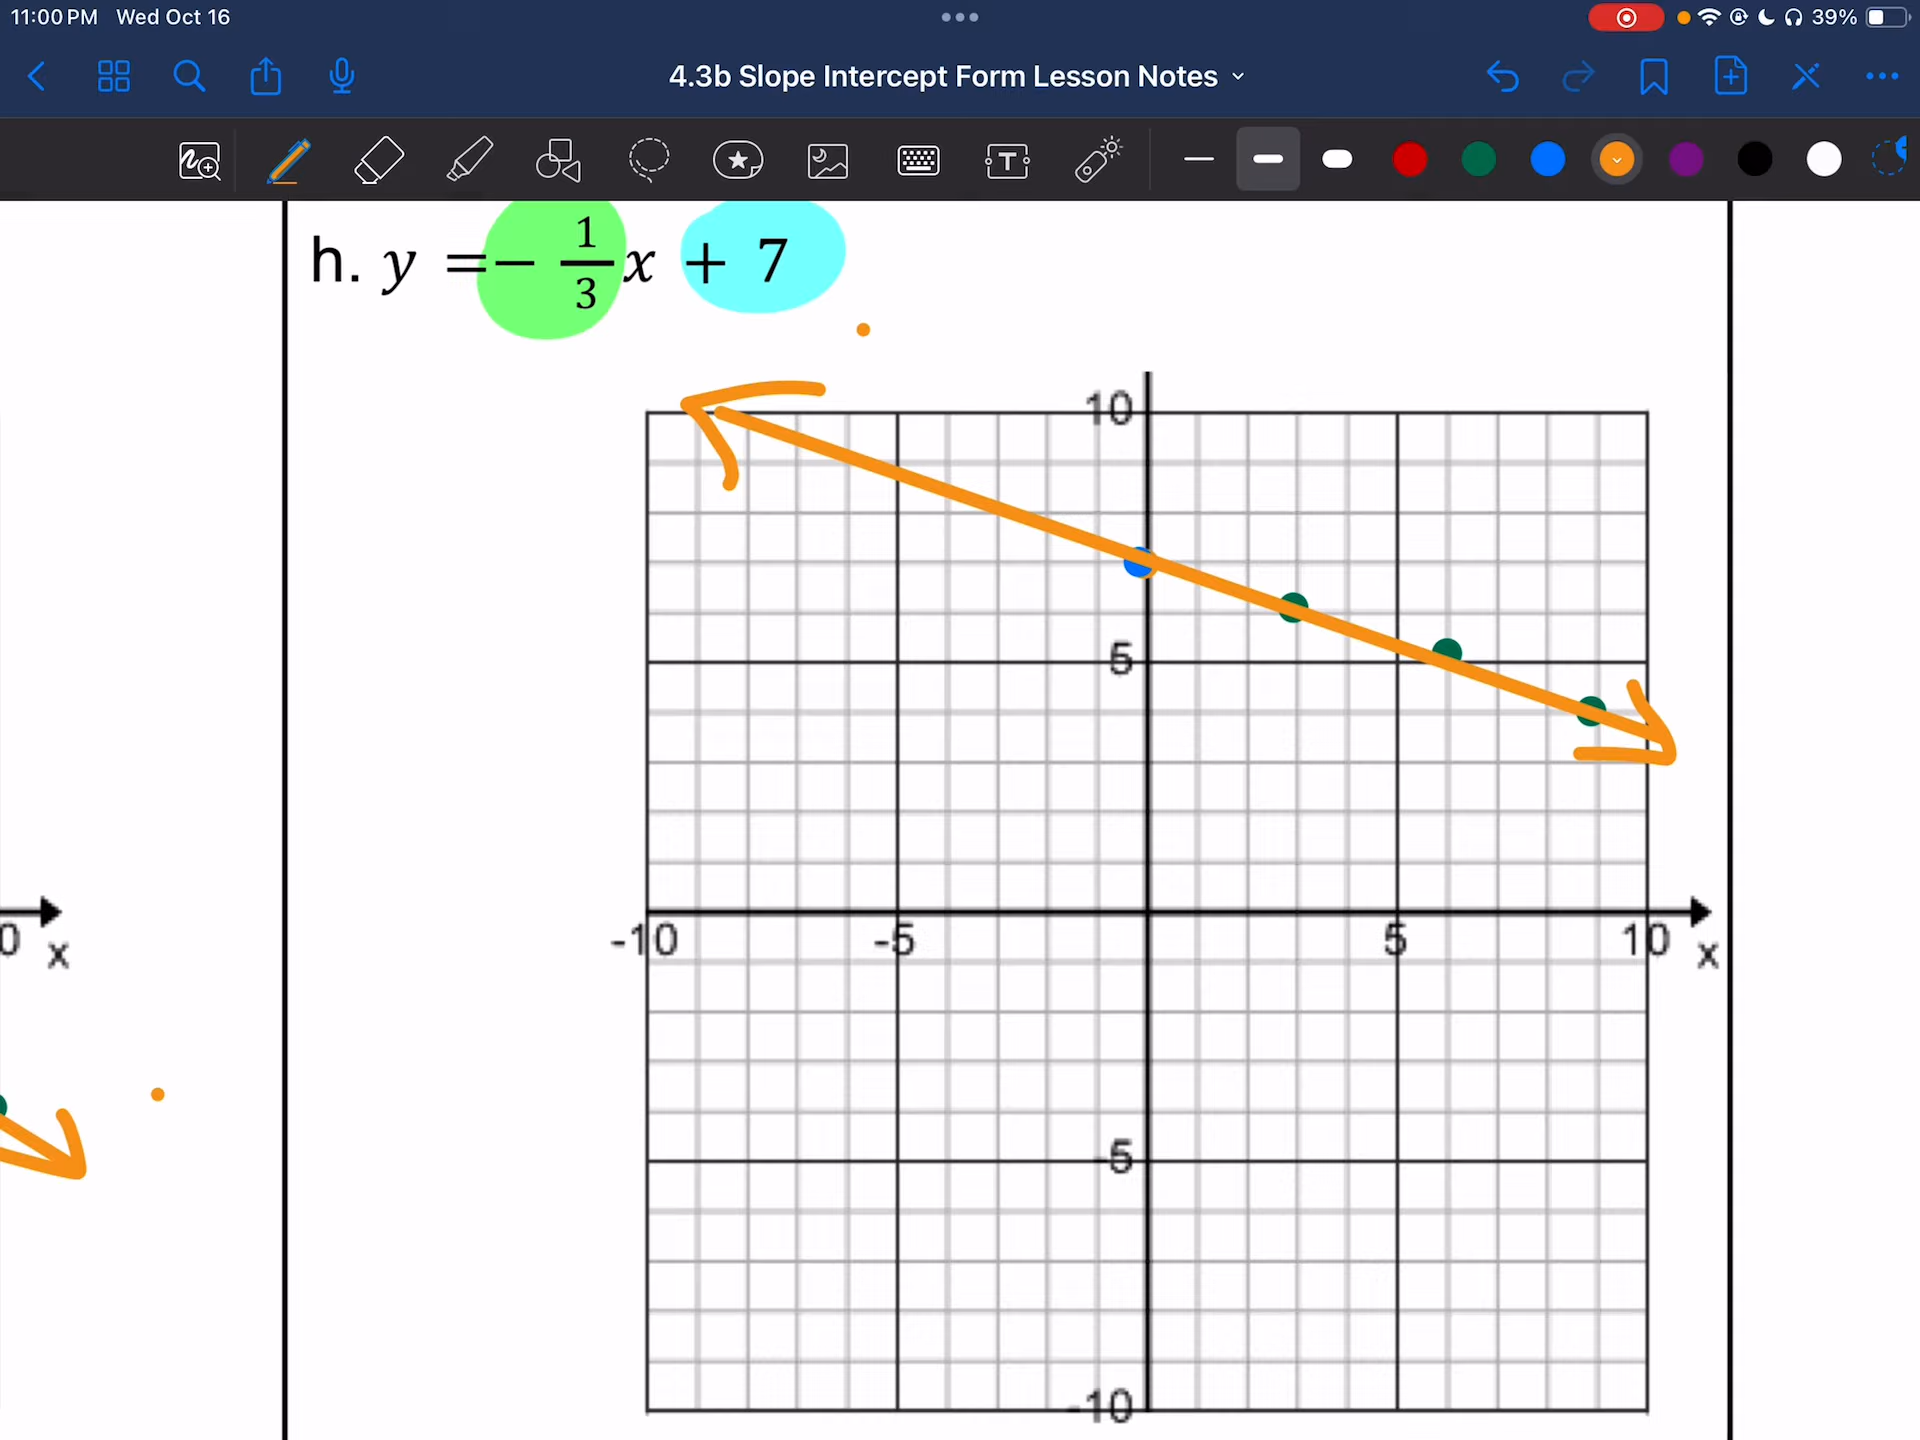 11:00 PM Wed Oct 16
39%
4.3b Slope Intercept Form Lesson Notes
T
h. y = − 1/3 x + 7
10
5
-10 -5 5 10 x
0 x
-5
-10